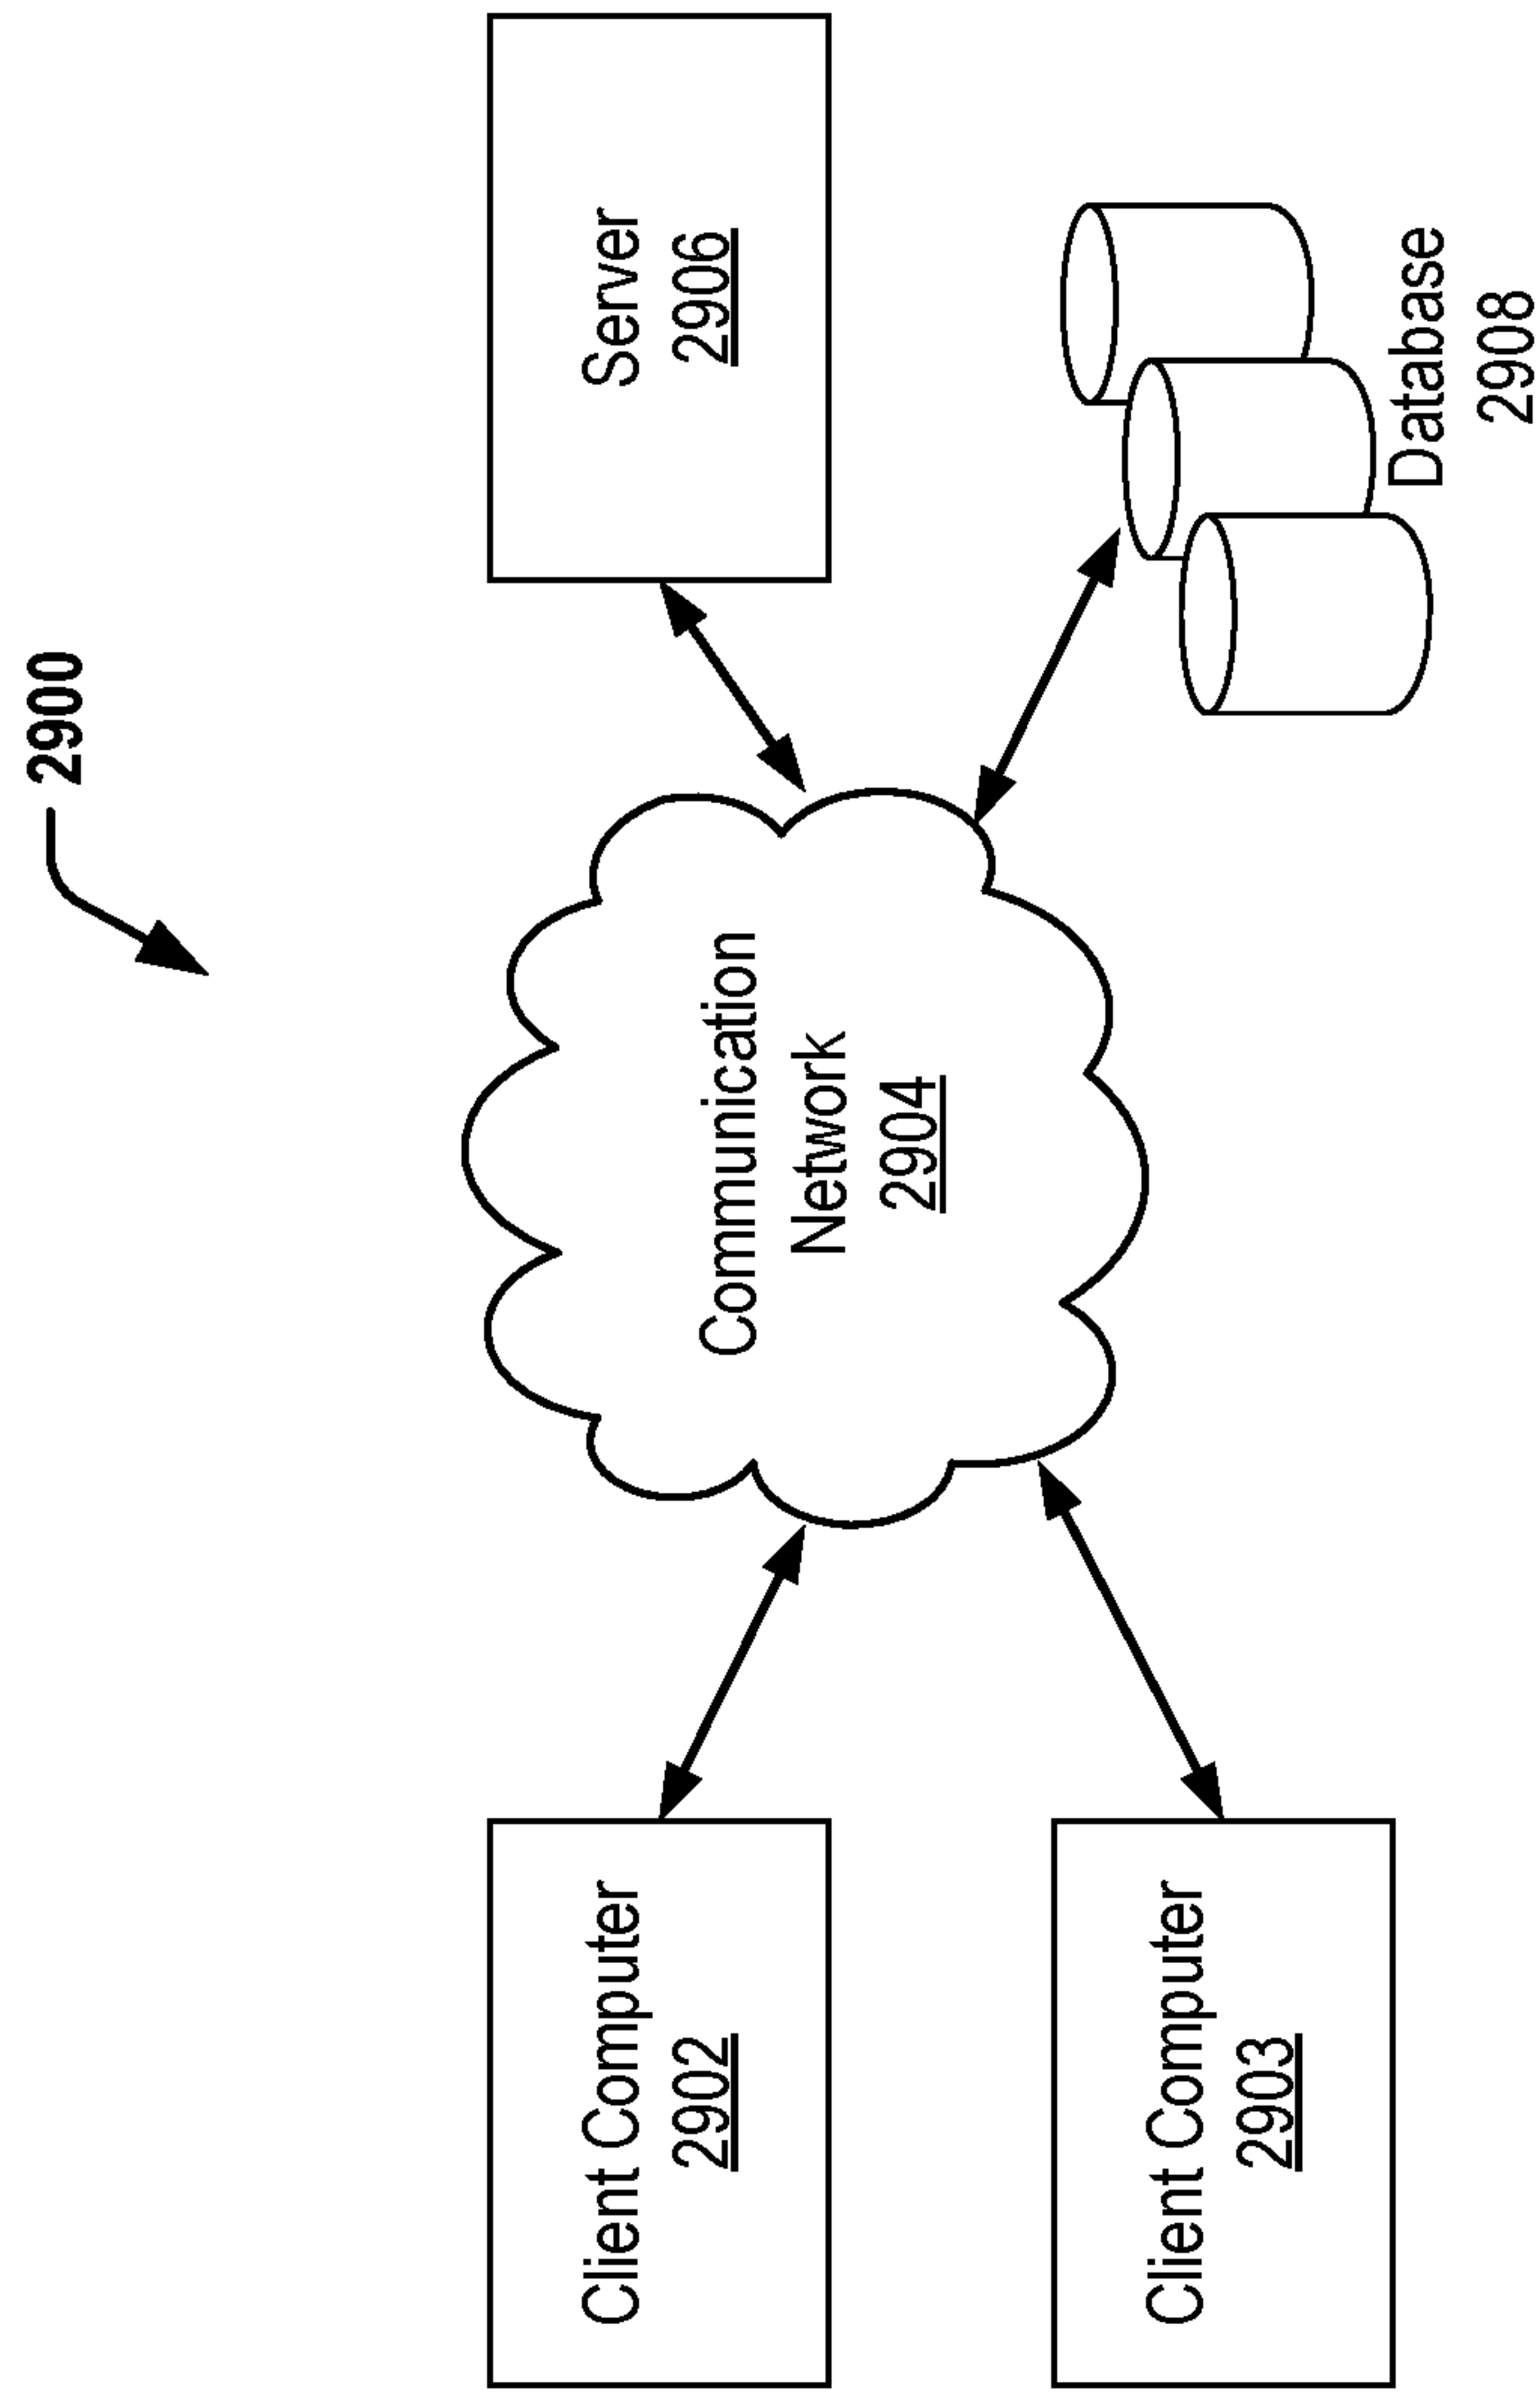 2900
Client Computer
2902
Client Computer
2903
Communication
Network
2904
Server
2906
Database
2908